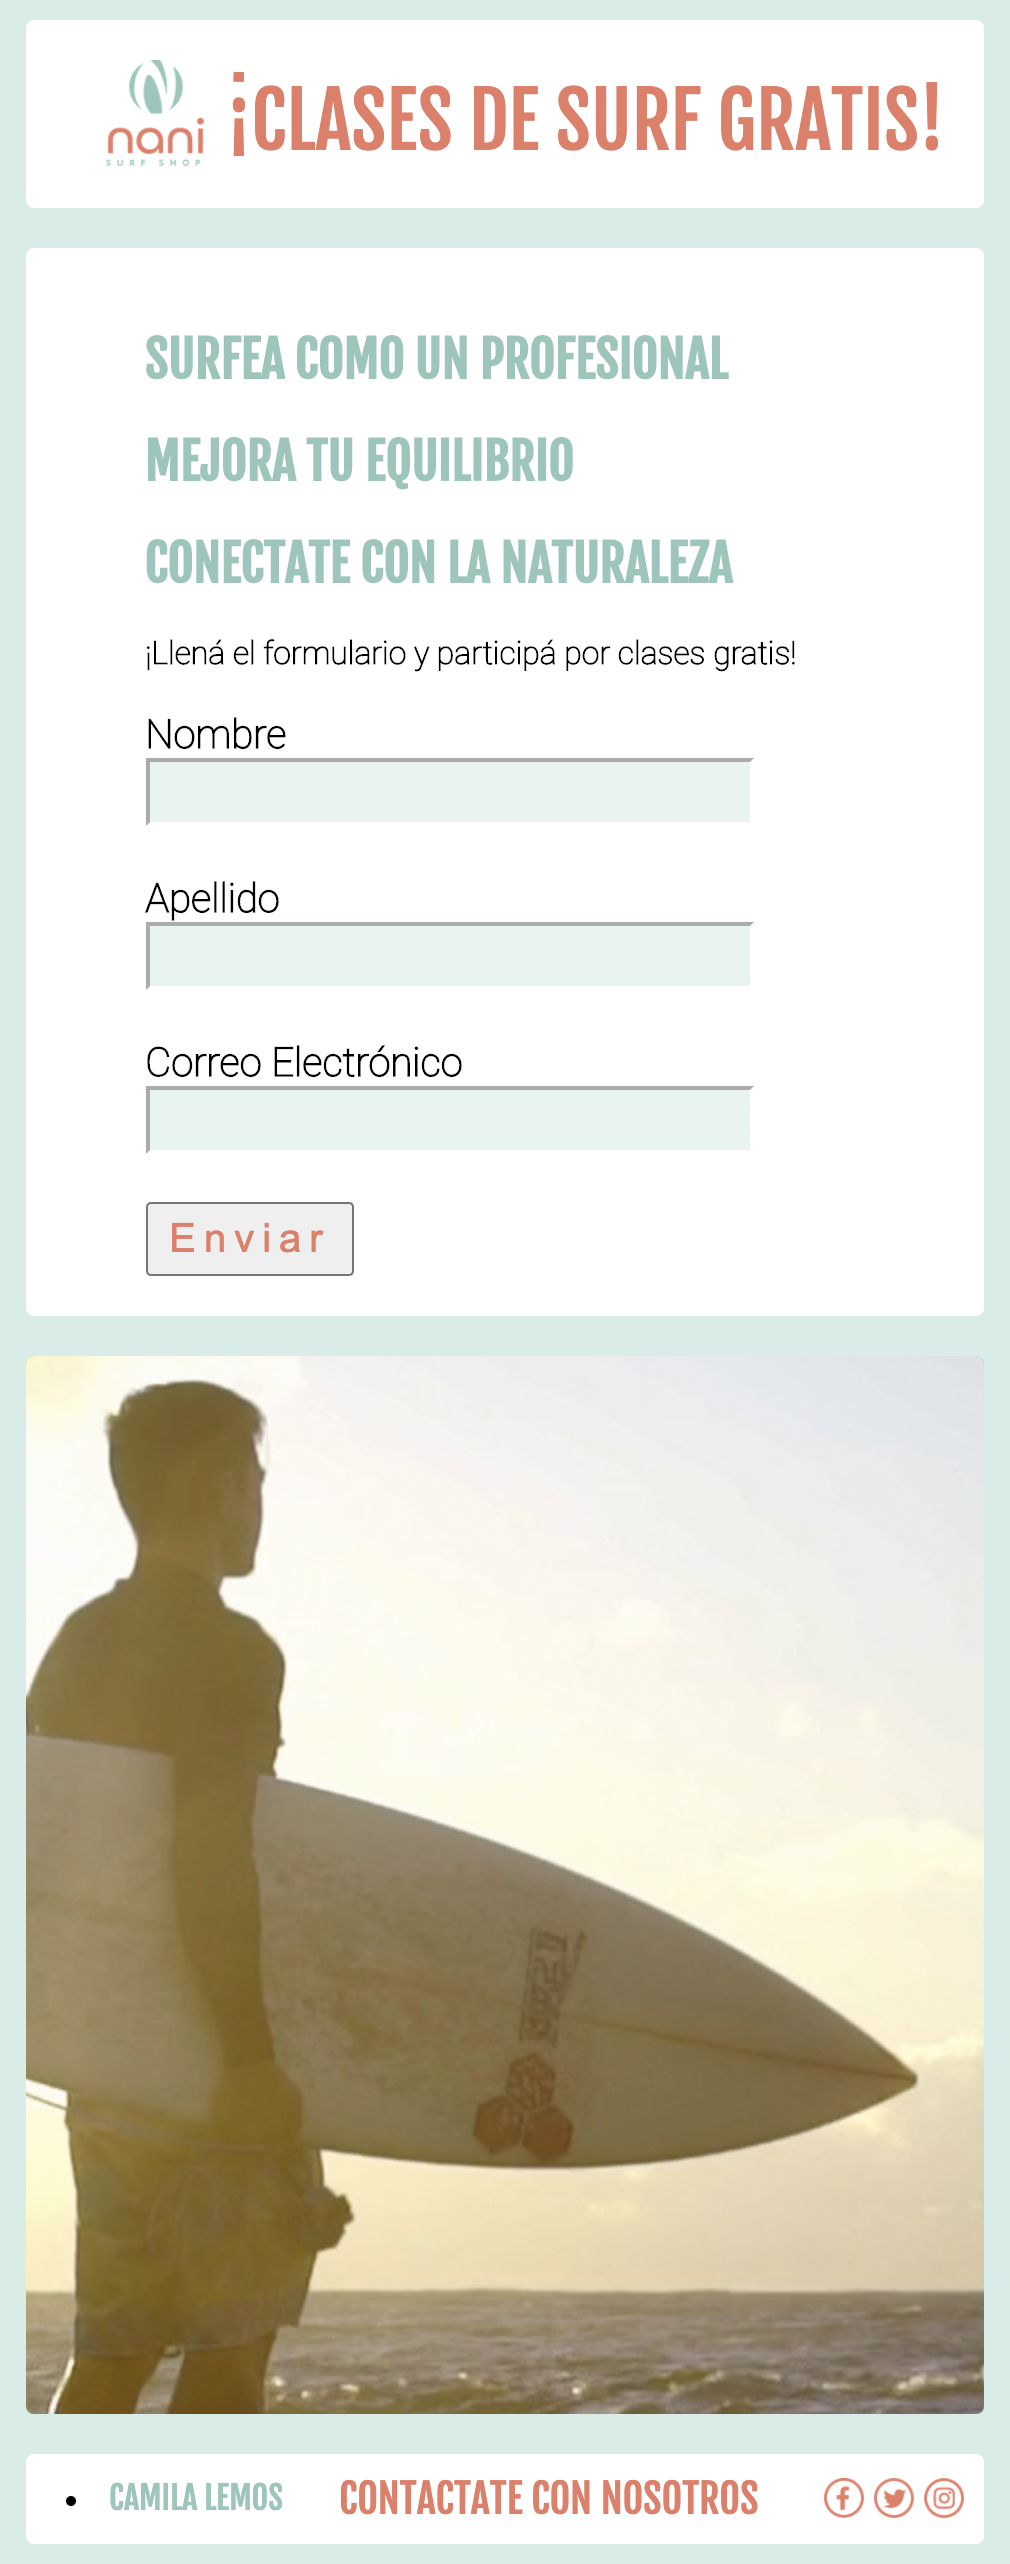 nani
SURF SHOP
¡CLASES DE SURF GRATIS!
SURFEA COMO UN PROFESIONAL
MEJORA TU EQUILIBRIO
CONECTATE CON LA NATURALEZA
¡Llená el formulario y participá por clases gratis!
Nombre
Apellido
Correo Electrónico
Enviar
CAMILA LEMOS
CONTACTATE CON NOSOTROS